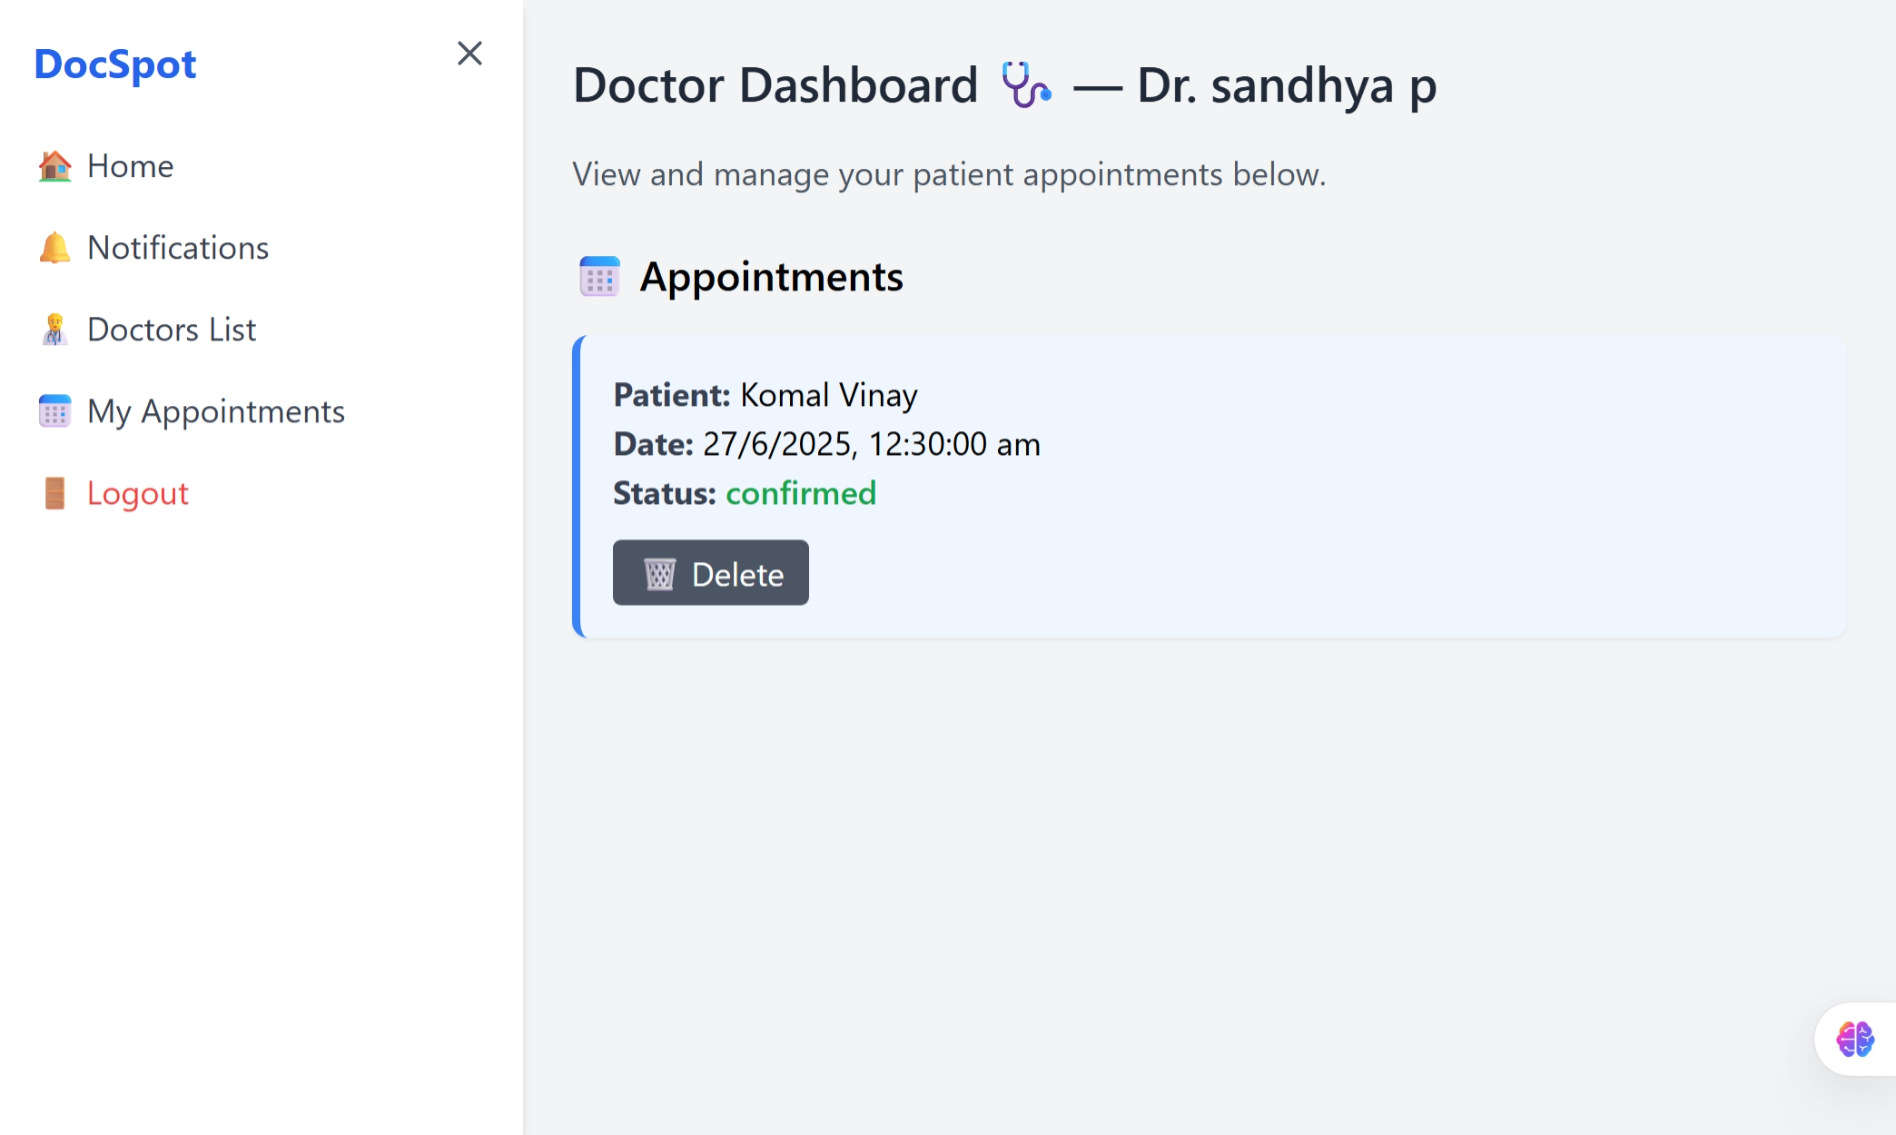 DocSpot
Home
Notifications
Doctors List
My Appointments
Logout
Doctor Dashboard 🩺 — Dr. sandhya p
View and manage your patient appointments below.
Appointments
Patient: Komal Vinay
Date: 27/6/2025, 12:30:00 am
Status: confirmed
Delete